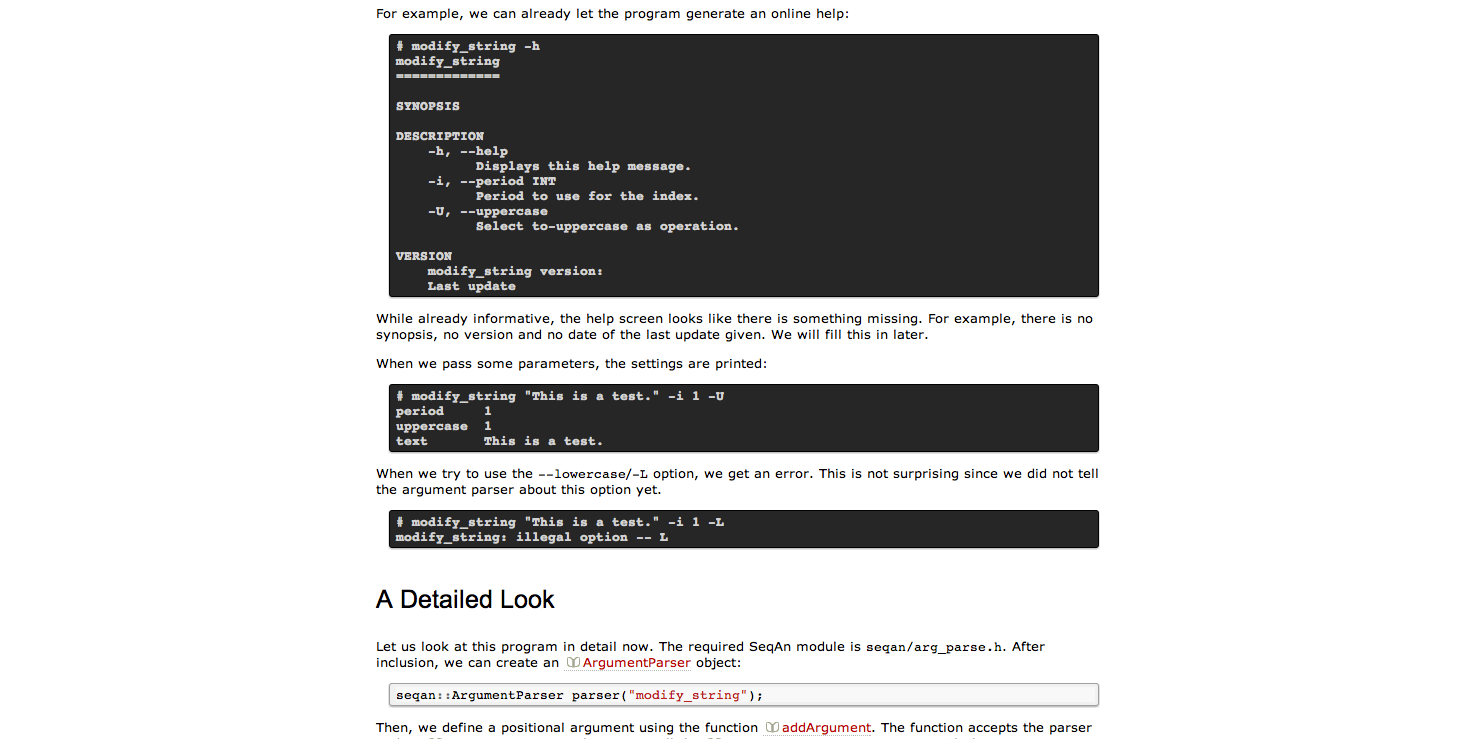 For example, we can already let the program generate an online help:
# modify_string -h
modify_string
=============
SYNOPSIS
DESCRIPTION
-h, --help
Displays this help message.
-i, --period INT
Period to use for the index.
-U, --uppercase
Select to-uppercase as operation.
VERSION
modify_string version:
Last update
While already informative, the help screen looks like there is something missing. For example, there is no
synopsis, no version and no date of the last update given. We will fill this in later.
When we pass some parameters, the settings are printed:
# modify_string "This is a test." -i 1 -U
period 1
uppercase 1
text This is a test.
When we try to use the --lowercase/-L option, we get an error. This is not surprising since we did not tell
the argument parser about this option yet.
# modify_string "This is a test." -i 1 -L
modify_string: illegal option -- L
A Detailed Look
Let us look at this program in detail now. The required SeqAn module is seqan/arg_parse.h. After
inclusion, we can create an ArgumentParser object:
seqan::ArgumentParser parser("modify_string");
Then, we define a positional argument using the function addArgument. The function accepts the parser